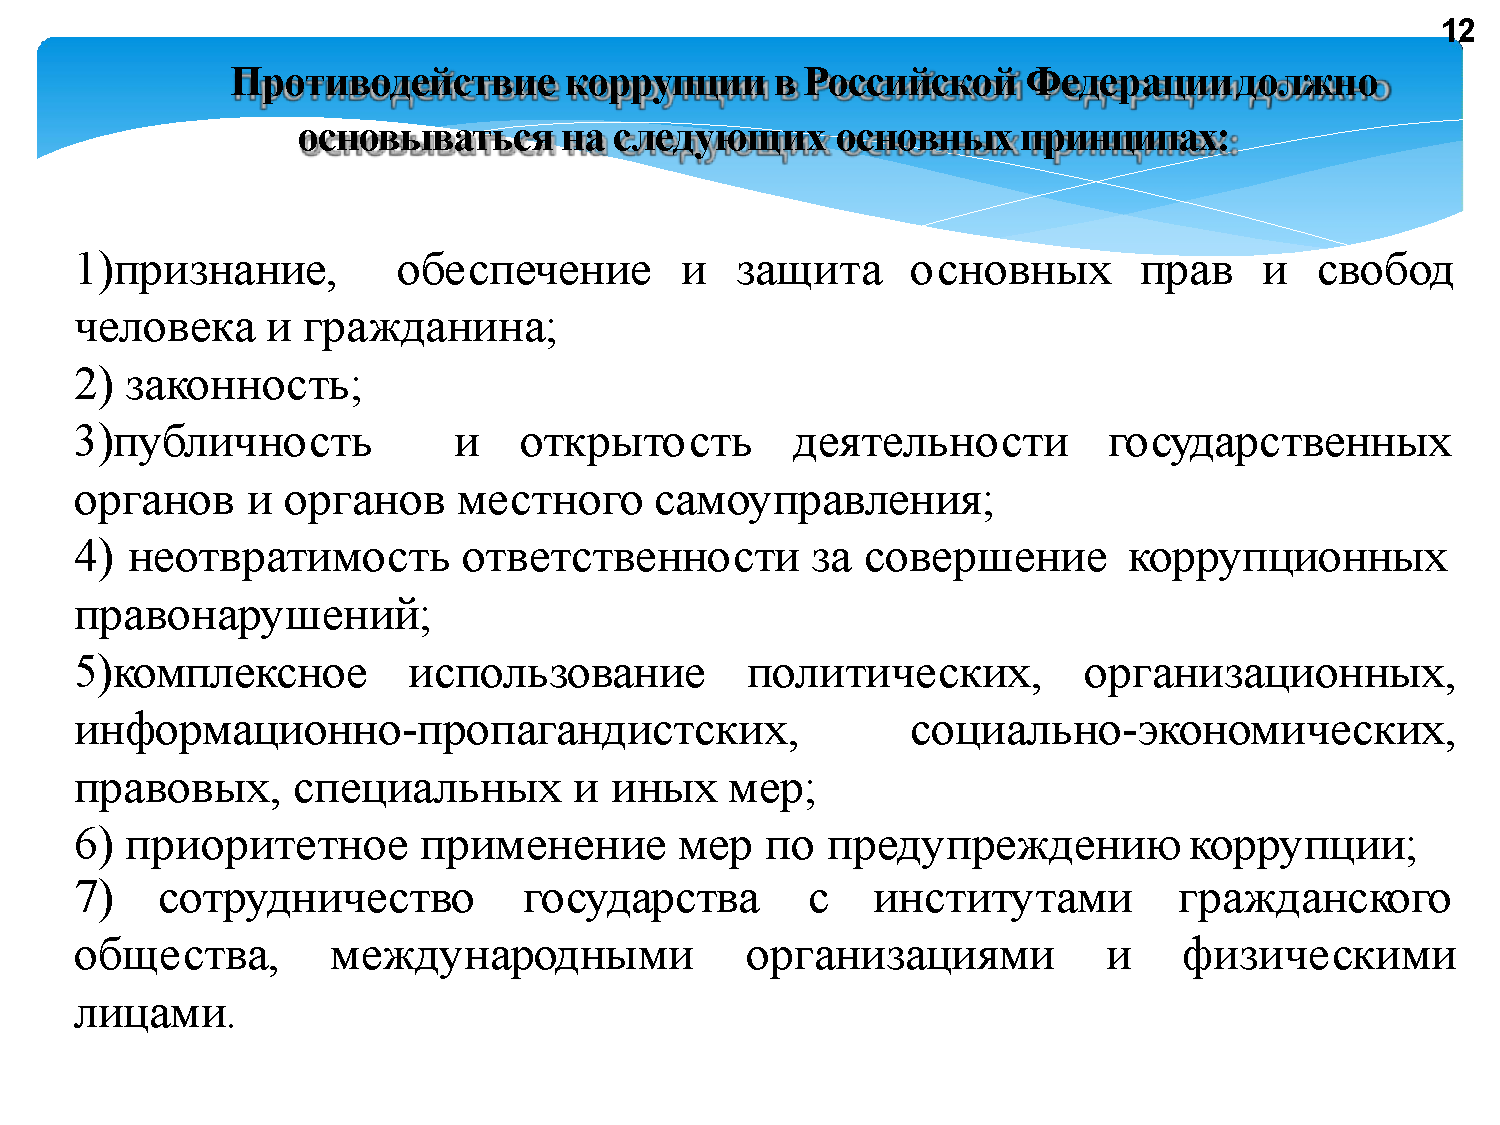 12
Противодействие коррупции в Российской Федерации должно
основываться на следующих основных принципах:
1)признание, обеспечение и защита основных прав и свобод
человека и гражданина;
2) законность;
3)публичность и открытость деятельности государственных
органов и органов местного самоуправления;
4) неотвратимость ответственности за совершение коррупционных
правонарушений;
5)комплексное использование политических, организационных,
информационно-пропагандистских, социально-экономических,
правовых, специальных и иных мер;
6) приоритетное применение мер по предупреждению коррупции;
7) сотрудничество государства с институтами гражданского
общества, международными организациями и физическими
лицами.